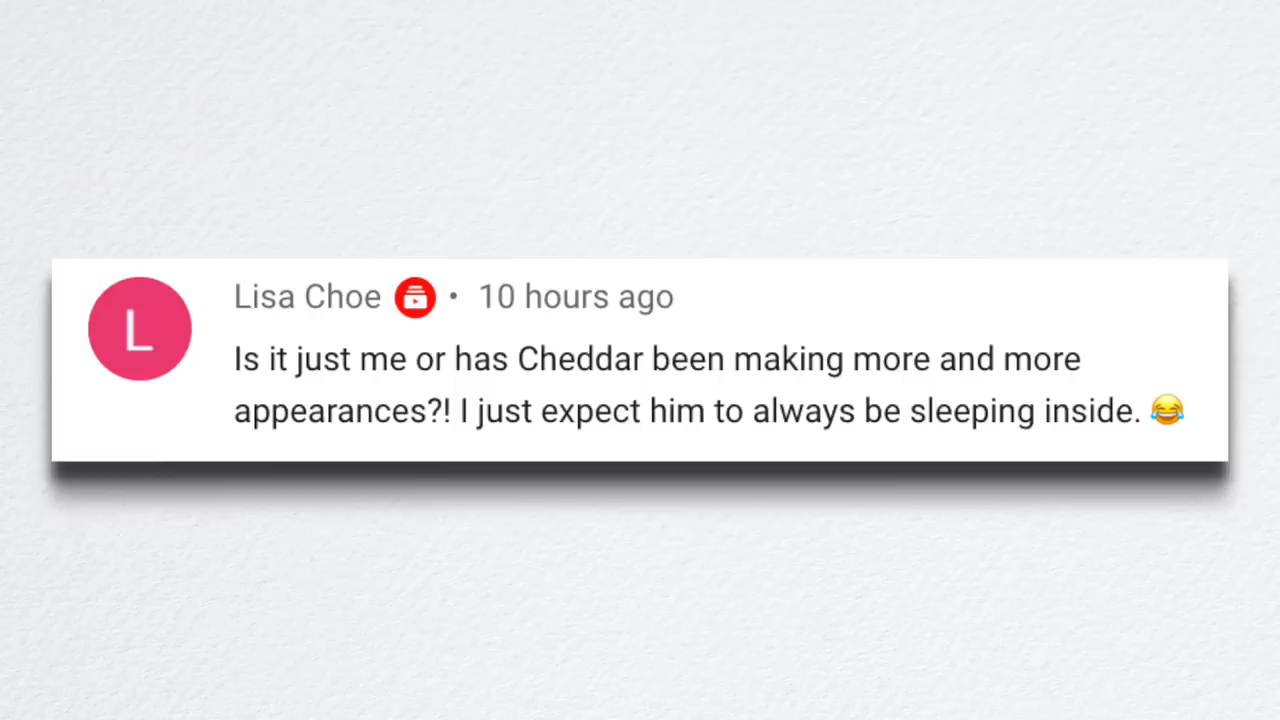 L
Lisa Choe • 10 hours ago
Is it just me or has Cheddar been making more and more
appearances?! I just expect him to always be sleeping inside. 😂